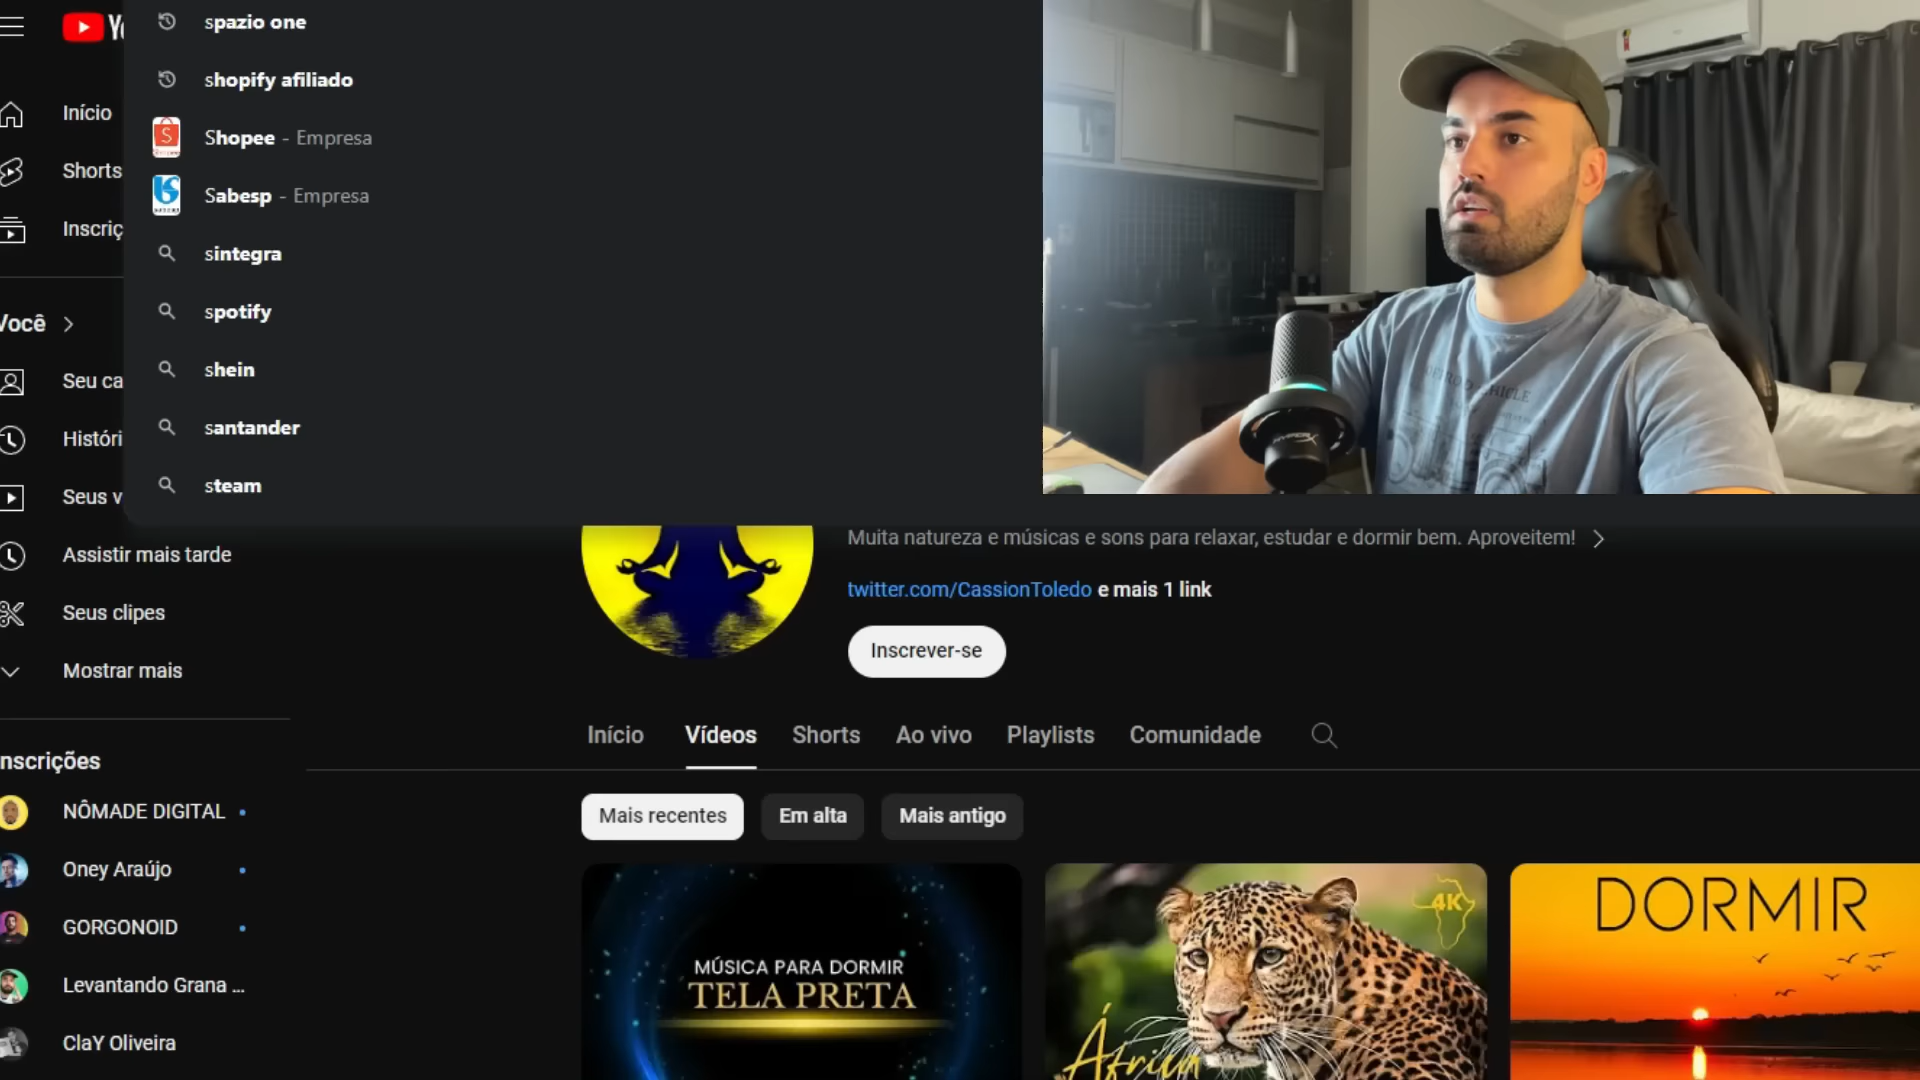 spazio one
shopify afiliado
Shopee - Empresa
Sabesp - Empresa
sintegra
spotify
shein
santander
steam
Início
Shorts
Inscriç
Você
Seu ca
Históri
Seus v
Assistir mais tarde
Seus clipes
Mostrar mais
nscrições
NÔMADE DIGITAL
Oney Araújo
GORGONOID
Levantando Grana ...
ClaY Oliveira
Muita natureza e músicas e sons para relaxar, estudar e dormir bem. Aproveitem!
twitter.com/CassionToledo e mais 1 link
Inscrever-se
Início Vídeos Shorts Ao vivo Playlists Comunidade
Mais recentes Em alta Mais antigo
MÚSICA PARA DORMIR
TELA PRETA
4K
África
DORMIR
HYPERX